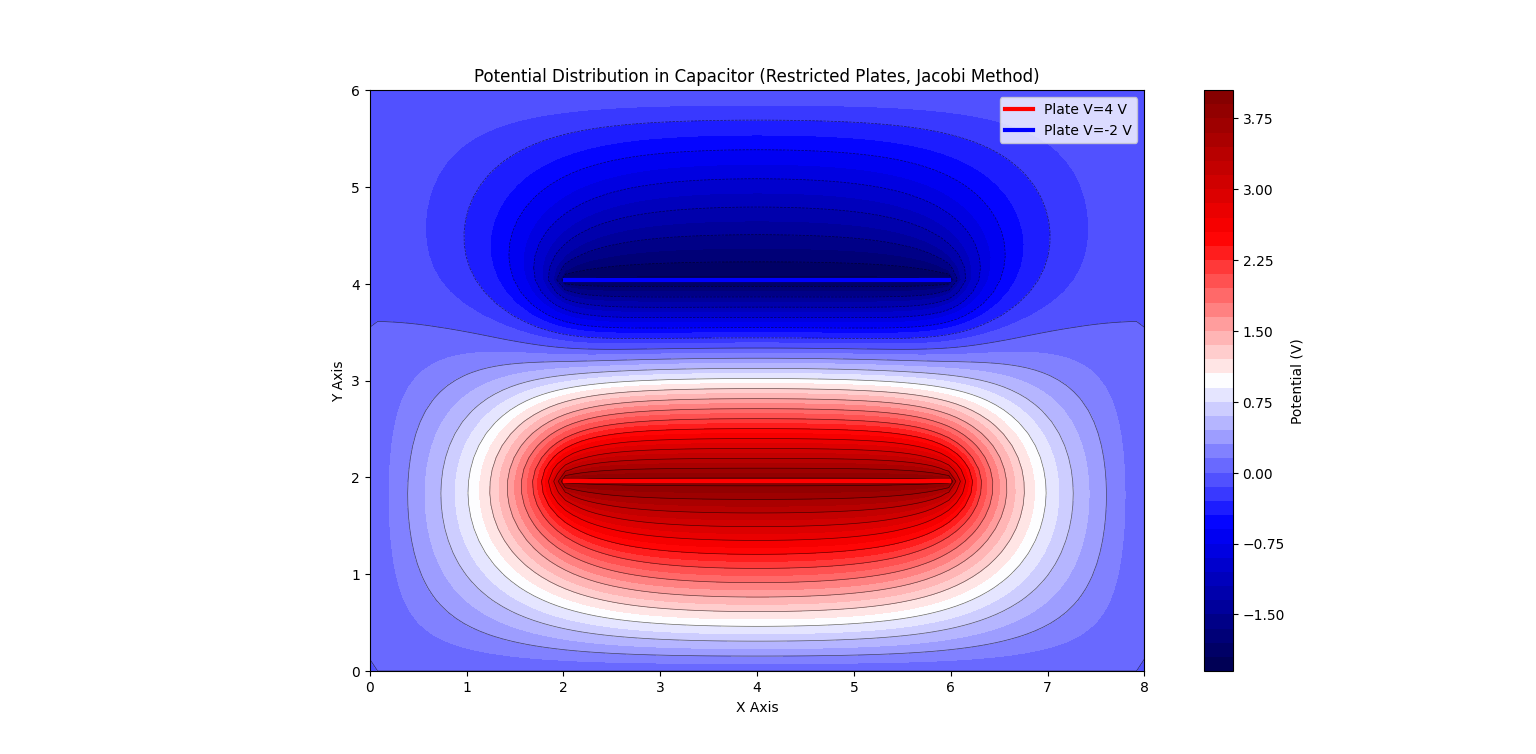 Potential Distribution in Capacitor (Restricted Plates, Jacobi Method)
Plate V=4 V
Plate V=-2 V
6
5
4
3
2
1
0
Y Axis
0 1 2 3 4 5 6 7 8
X Axis
3.75
3.00
2.25
1.50
0.75
0.00
−0.75
−1.50
Potential (V)